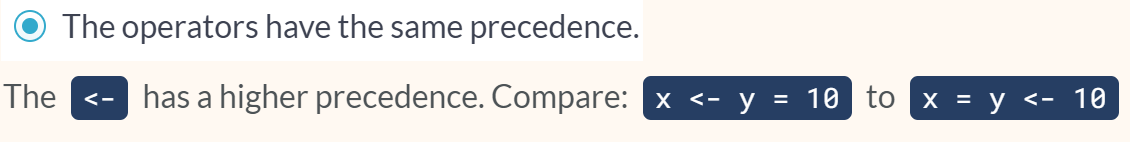 The operators have the same precedence.
The <- has a higher precedence. Compare: x <- y = 10 to x = y <- 10